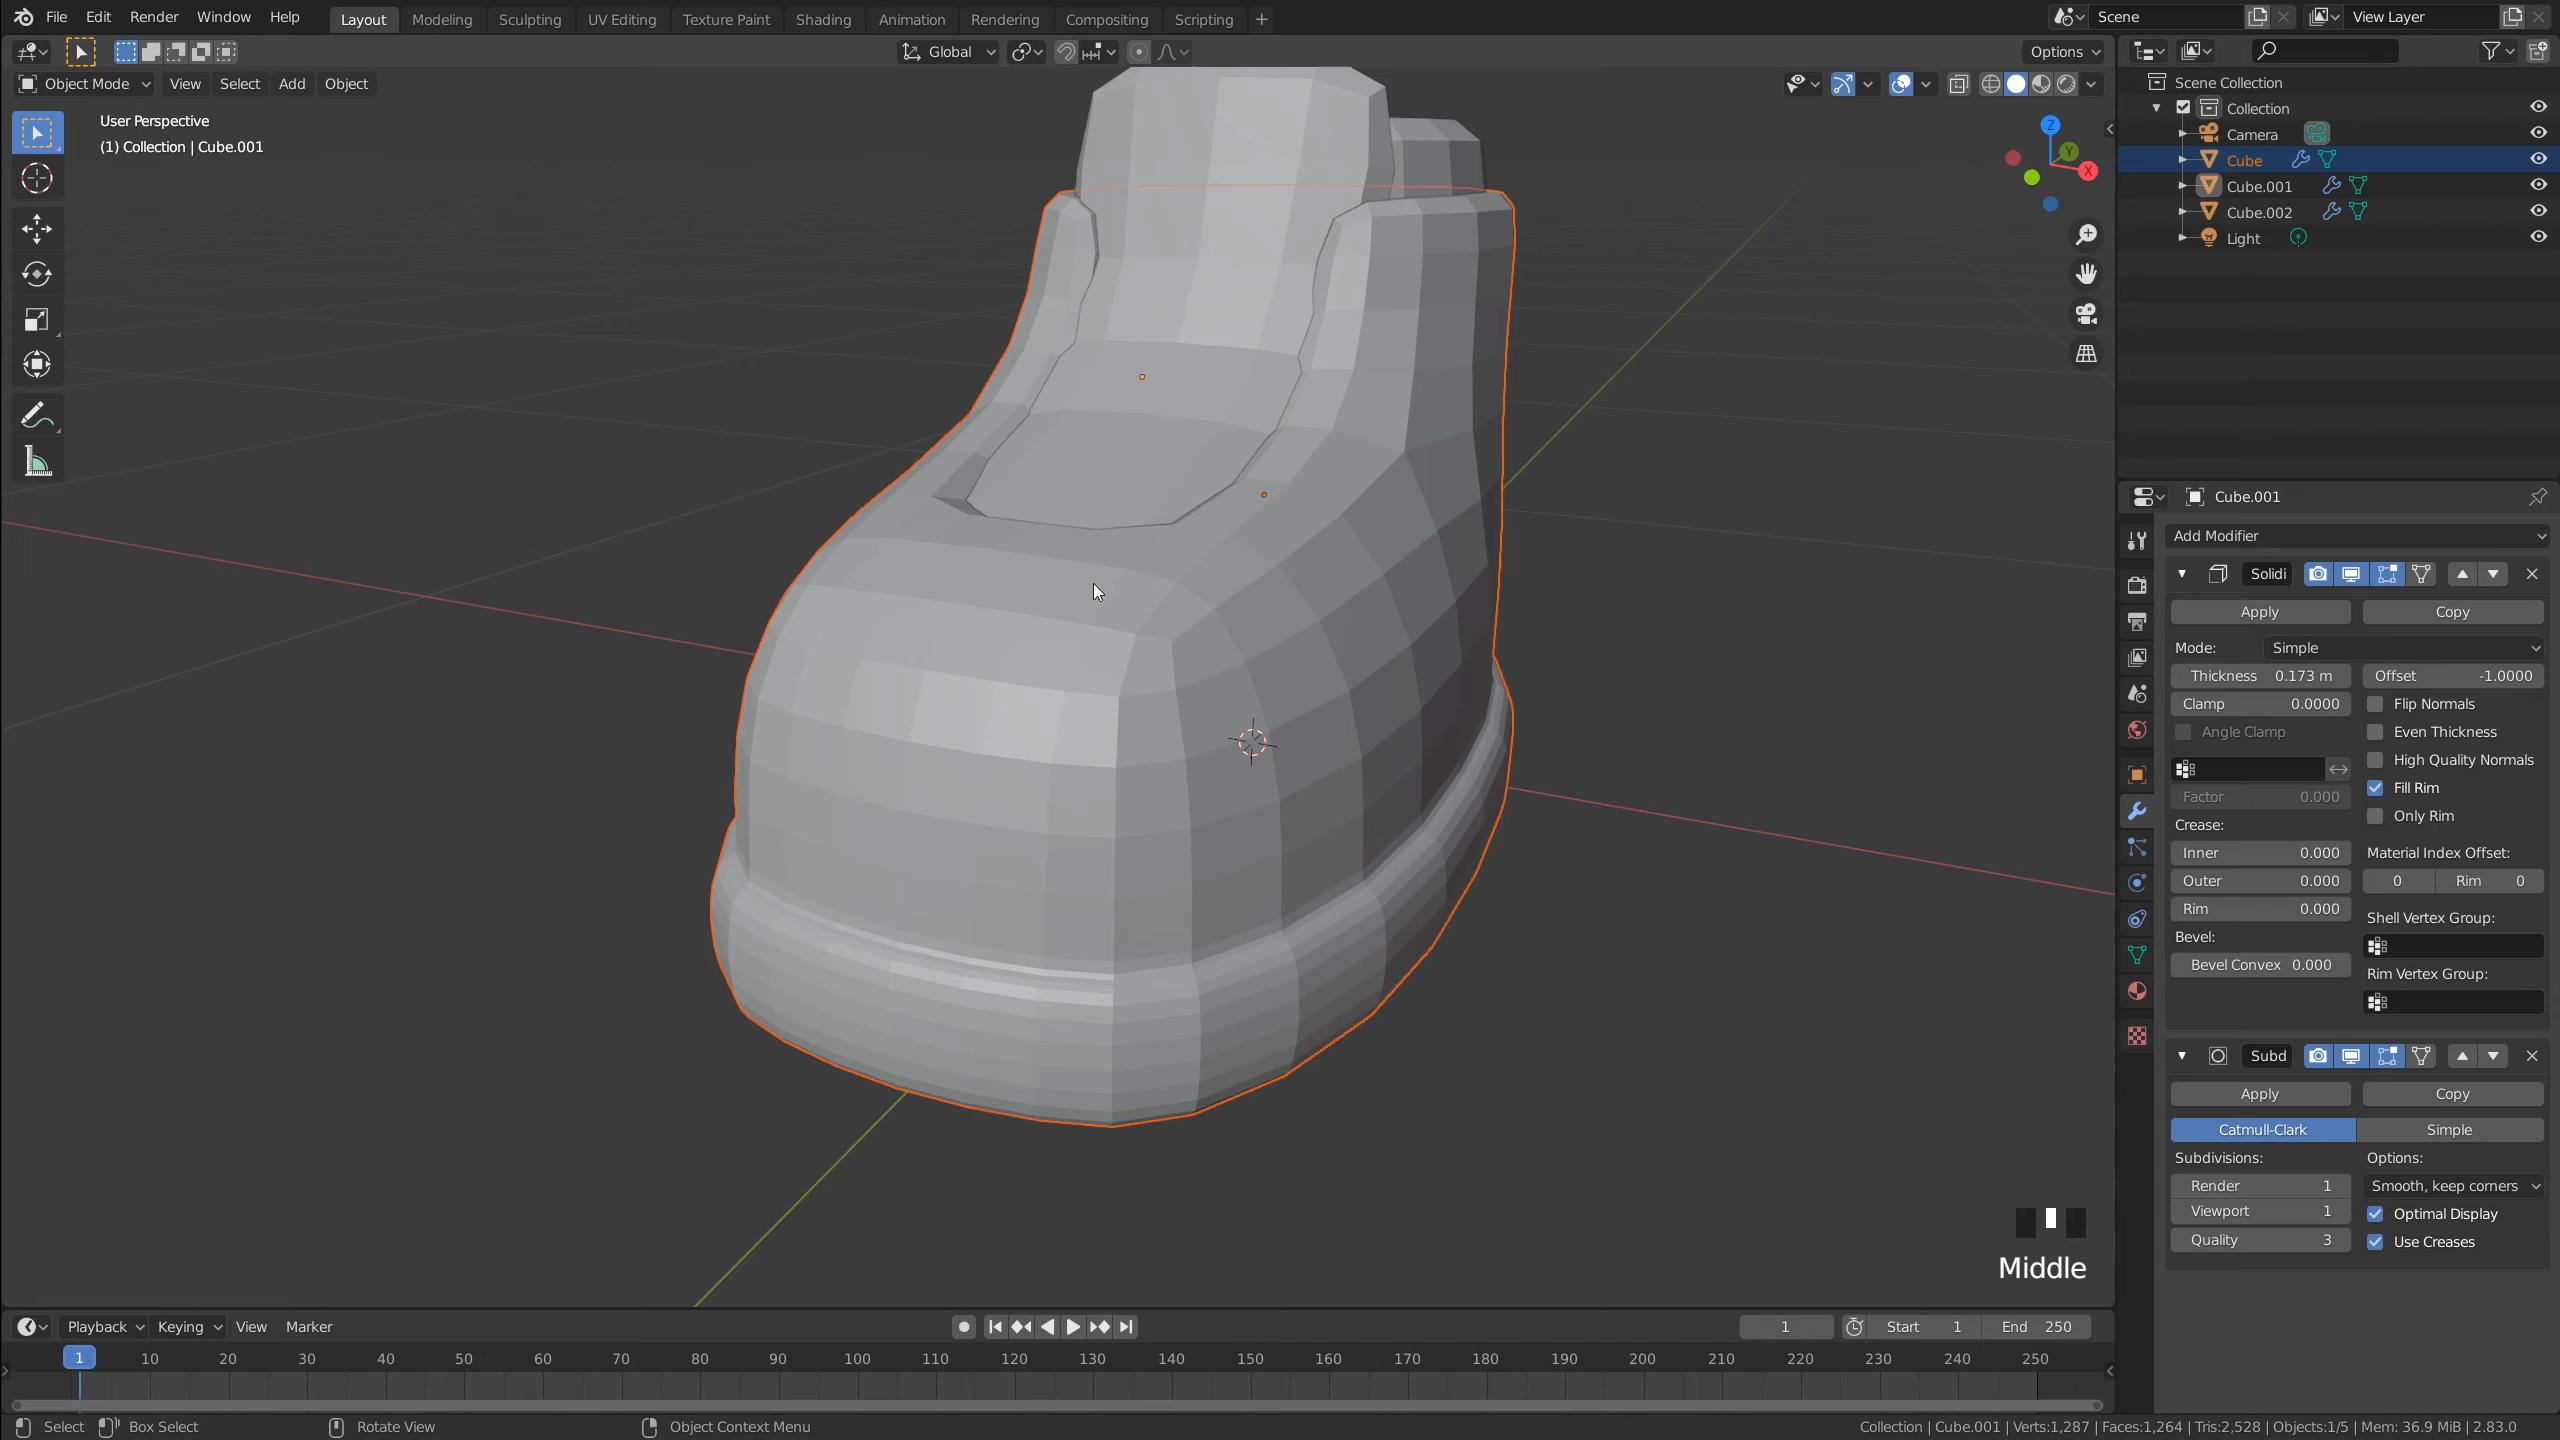 File Edit Render Window Help Layout Modeling Sculpting UV Editing Texture Paint Shading Animation Rendering Compositing Scripting Scene View Layer
Global Options
Object Mode View Select Add Object
User Perspective
(1) Collection | Cube.001
Z
Y
X
Scene Collection
Collection
Camera
Cube
Cube.001
Cube.002
Light
Cube.001
Add Modifier
Solidi
Apply Copy
Mode: Simple
Thickness 0.173 m Offset -1.0000
Clamp 0.0000 Flip Normals
Angle Clamp Even Thickness
High Quality Normals
Factor 0.000 Fill Rim
Crease: Only Rim
Inner 0.000 Material Index Offset:
Outer 0.000 0 Rim 0
Rim 0.000 Shell Vertex Group:
Bevel:
Bevel Convex 0.000 Rim Vertex Group:
Subd
Apply Copy
Catmull-Clark Simple
Subdivisions: Options:
Render 1 Smooth, keep corners
Viewport 1 Optimal Display
Quality 3 Use Creases
Middle
Playback Keying View Marker 1 Start 1 End 250
1 10 20 30 40 50 60 70 80 90 100 110 120 130 140 150 160 170 180 190 200 210 220 230 240 250
Select Box Select Rotate View Object Context Menu Collection | Cube.001 | Verts:1,287 | Faces:1,264 | Tris:2,528 | Objects:1/5 | Mem: 36.9 MiB | 2.83.0